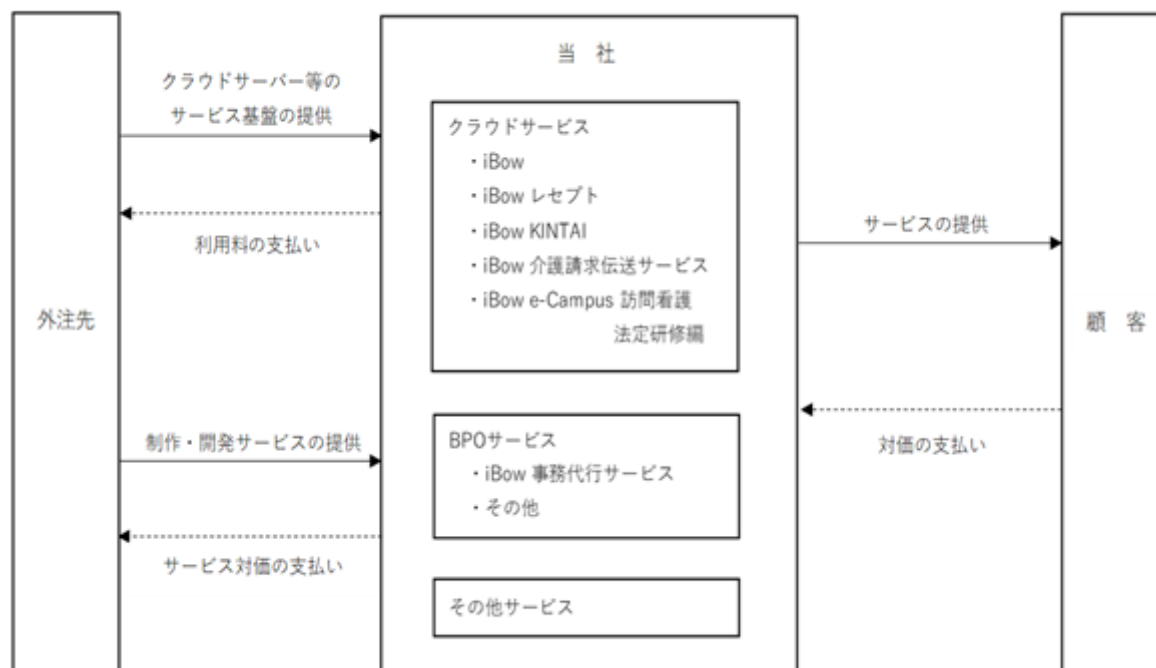 外注先
クラウドサーバー等の
サービス基盤の提供
利用料の支払い
制作・開発サービスの提供
サービス対価の支払い
当 社
クラウドサービス
・iBow
・iBow レセプト
・iBow KINTAI
・iBow 介護請求伝送サービス
・iBow e-Campus 訪問看護
法定研修編
BPOサービス
・iBow 事務代行サービス
・その他
その他サービス
サービスの提供
対価の支払い
顧 客